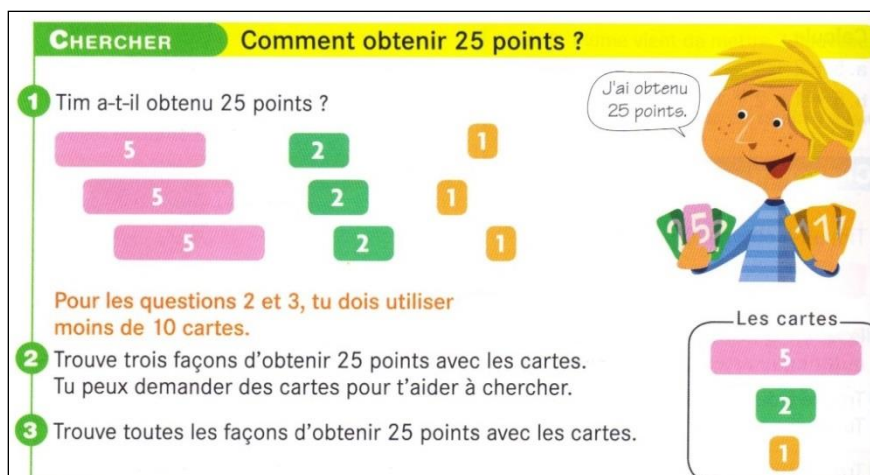 CHERCHER Comment obtenir 25 points ?
1 Tim a-t-il obtenu 25 points ?
J'ai obtenu
25 points.
5 2 1
5 2 1
5 2 1
Pour les questions 2 et 3, tu dois utiliser
moins de 10 cartes.
2 Trouve trois façons d'obtenir 25 points avec les cartes.
Tu peux demander des cartes pour t'aider à chercher.
3 Trouve toutes les façons d'obtenir 25 points avec les cartes.
Les cartes
5
2
1